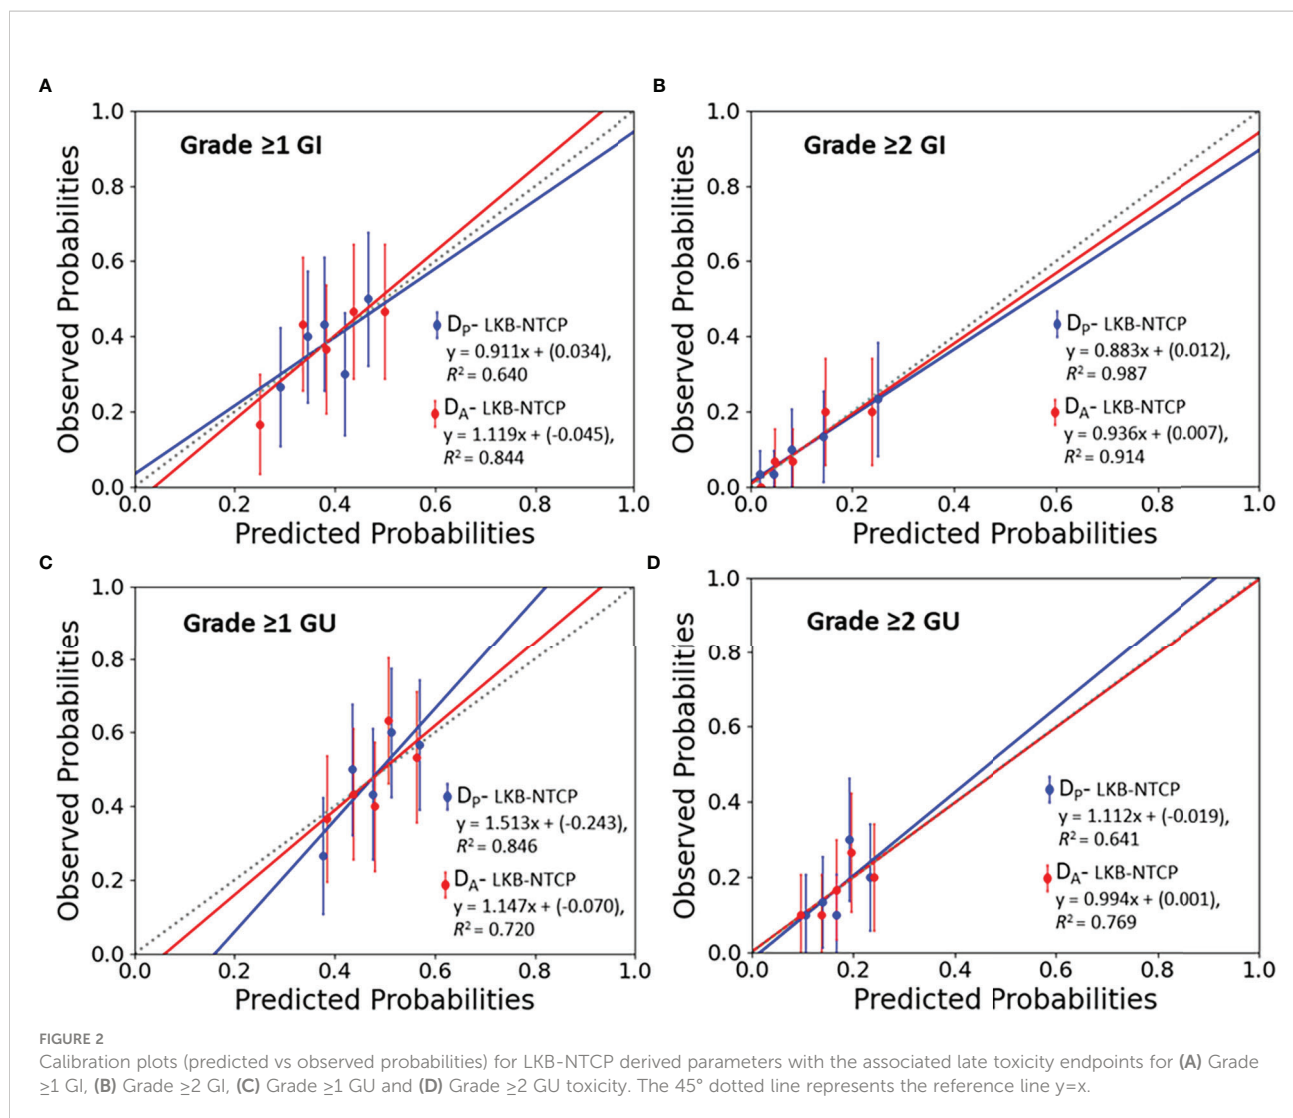 A
Observed Probabilities
1.0
0.8
0.6
0.4
0.2
0.0
Grade ≥1 GI
Dₚ- LKB-NTCP
y = 0.911x + (0.034),
R² = 0.640
D_A- LKB-NTCP
y = 1.119x + (-0.045),
R² = 0.844
0.0 0.2 0.4 0.6 0.8 1.0
Predicted Probabilities
B
Observed Probabilities
1.0
0.8
0.6
0.4
0.2
0.0
Grade ≥2 GI
Dₚ- LKB-NTCP
y = 0.883x + (0.012),
R² = 0.987
D_A- LKB-NTCP
y = 0.936x + (0.007),
R² = 0.914
0.0 0.2 0.4 0.6 0.8 1.0
Predicted Probabilities
C
Observed Probabilities
1.0
0.8
0.6
0.4
0.2
0.0
Grade ≥1 GU
Dₚ- LKB-NTCP
y = 1.513x + (-0.243),
R² = 0.846
D_A- LKB-NTCP
y = 1.147x + (-0.070),
R² = 0.720
0.0 0.2 0.4 0.6 0.8 1.0
Predicted Probabilities
D
Observed Probabilities
1.0
0.8
0.6
0.4
0.2
0.0
Grade ≥2 GU
Dₚ- LKB-NTCP
y = 1.112x + (-0.019),
R² = 0.641
D_A- LKB-NTCP
y = 0.994x + (0.001),
R² = 0.769
0.0 0.2 0.4 0.6 0.8 1.0
Predicted Probabilities
FIGURE 2
Calibration plots (predicted vs observed probabilities) for LKB-NTCP derived parameters with the associated late toxicity endpoints for (A) Grade
≥1 GI, (B) Grade ≥2 GI, (C) Grade ≥1 GU and (D) Grade ≥2 GU toxicity. The 45° dotted line represents the reference line y=x.